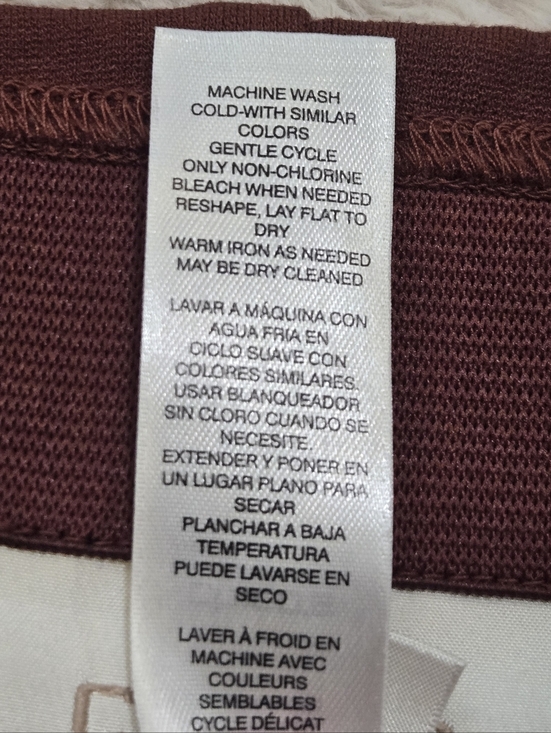 MACHINE WASH
COLD-WITH SIMILAR
COLORS
GENTLE CYCLE
ONLY NON-CHLORINE
BLEACH WHEN NEEDED
RESHAPE, LAY FLAT TO
DRY
WARM IRON AS NEEDED
MAY BE DRY CLEANED
LAVAR A MÁQUINA CON
AGUA FRIA EN
CICLO SUAVE CON
COLORES SIMILARES.
USAR BLANQUEADOR
SIN CLORO CUANDO SE
NECESITE.
EXTENDER Y PONER EN
UN LUGAR PLANO PARA
SECAR
PLANCHAR A BAJA
TEMPERATURA
PUEDE LAVARSE EN
SECO
LAVER À FROID EN
MACHINE AVEC
COULEURS
SEMBLABLES
CYCLE DÉLICAT